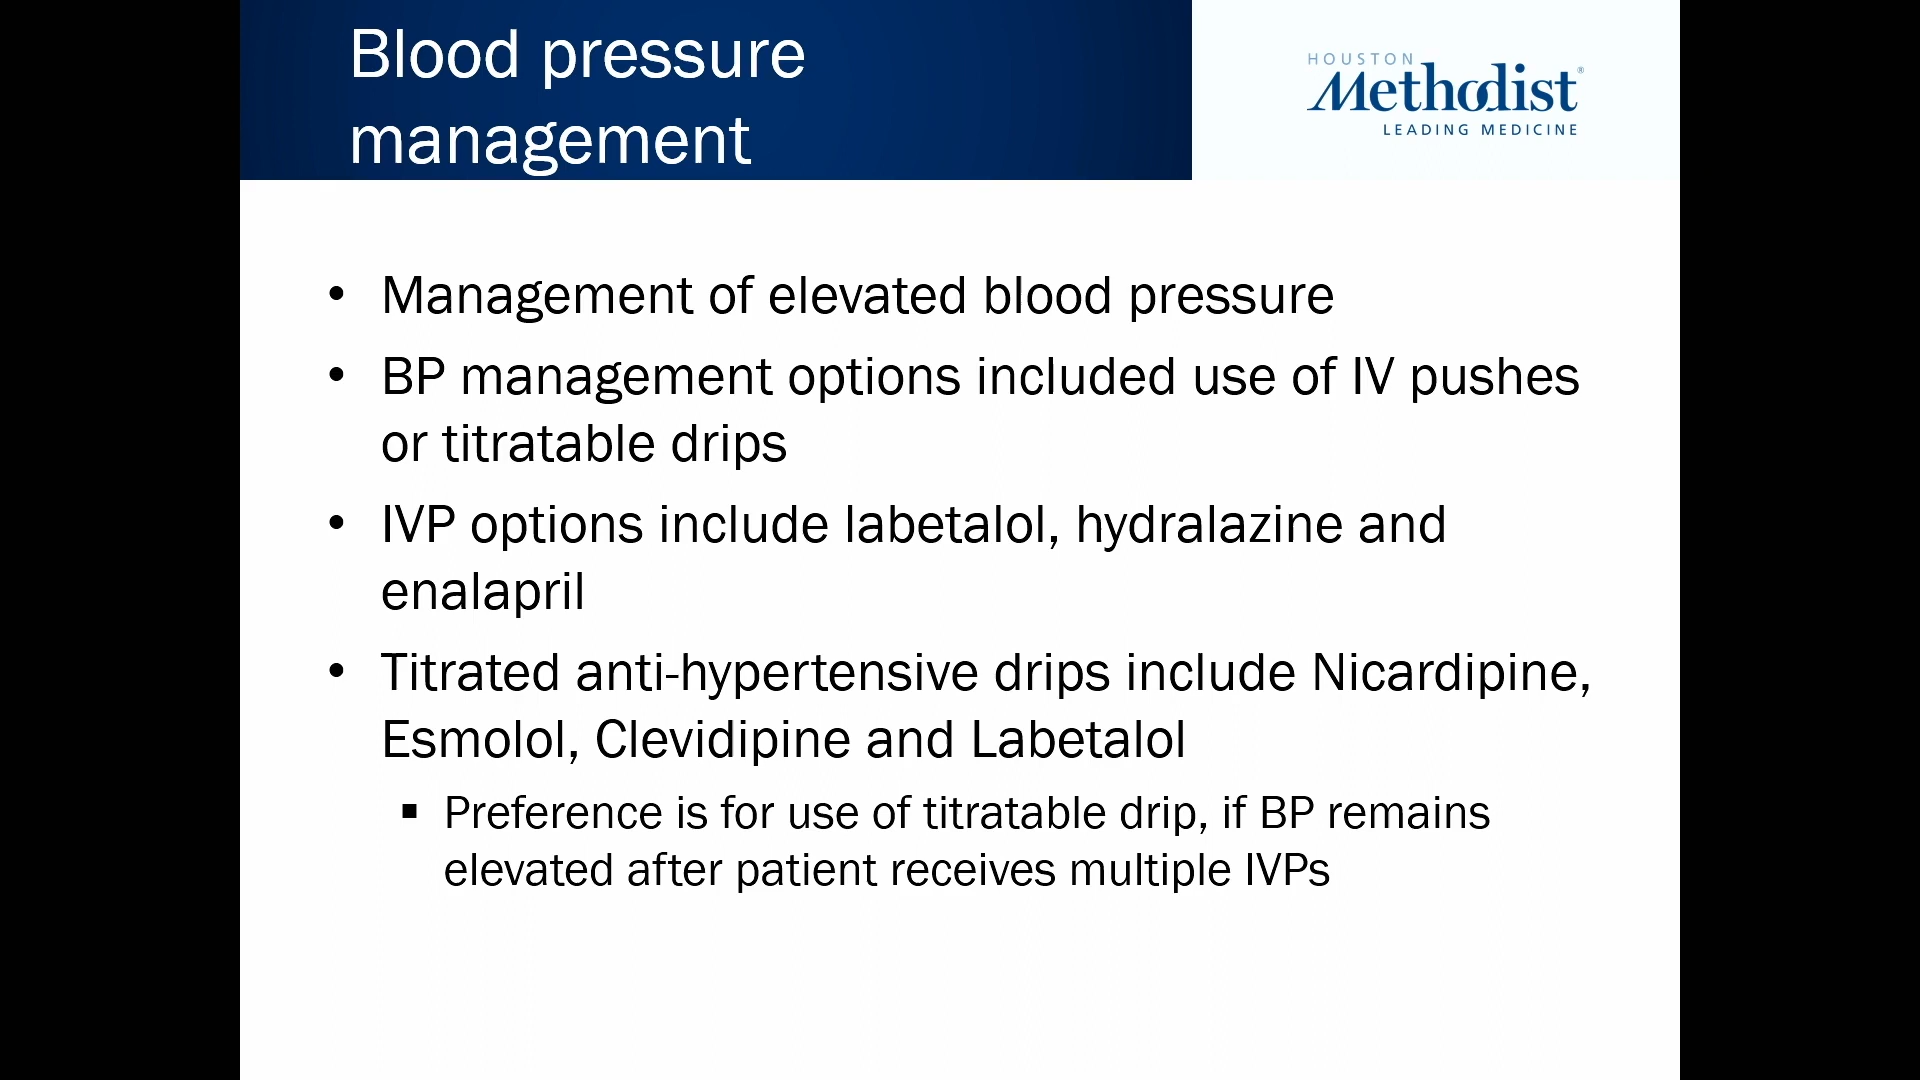 Blood pressure
management
HOUSTON
Methodist®
LEADING MEDICINE
• Management of elevated blood pressure
• BP management options included use of IV pushes
or titratable drips
• IVP options include labetalol, hydralazine and
enalapril
• Titrated anti-hypertensive drips include Nicardipine,
Esmolol, Clevidipine and Labetalol
▪ Preference is for use of titratable drip, if BP remains
elevated after patient receives multiple IVPs